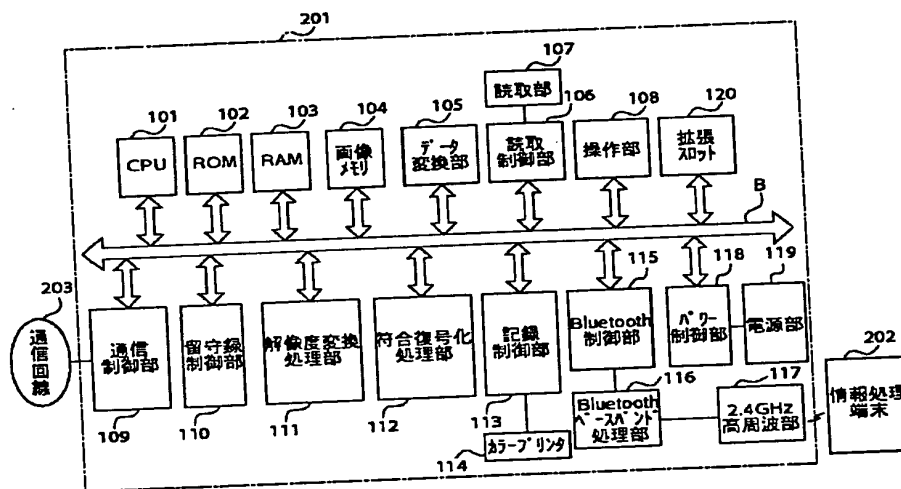 201
107
読取部
106
101
102
103
104
105
108
120
CPU
ROM
RAM
画像
メモリ
データ
変換部
読取
制御部
操作部
拡張
スロット
B
203
通信回線
115
118
119
通信
制御部
留守録
制御部
解像度変換
処理部
符合復号化
処理部
記録
制御部
Bluetooth
制御部
パワー
制御部
電源部
202
109
110
111
112
113
114
カラープリンタ
116
Bluetooth
ベースバンド
処理部
117
2.4GHz
高周波部
情報処理
端末